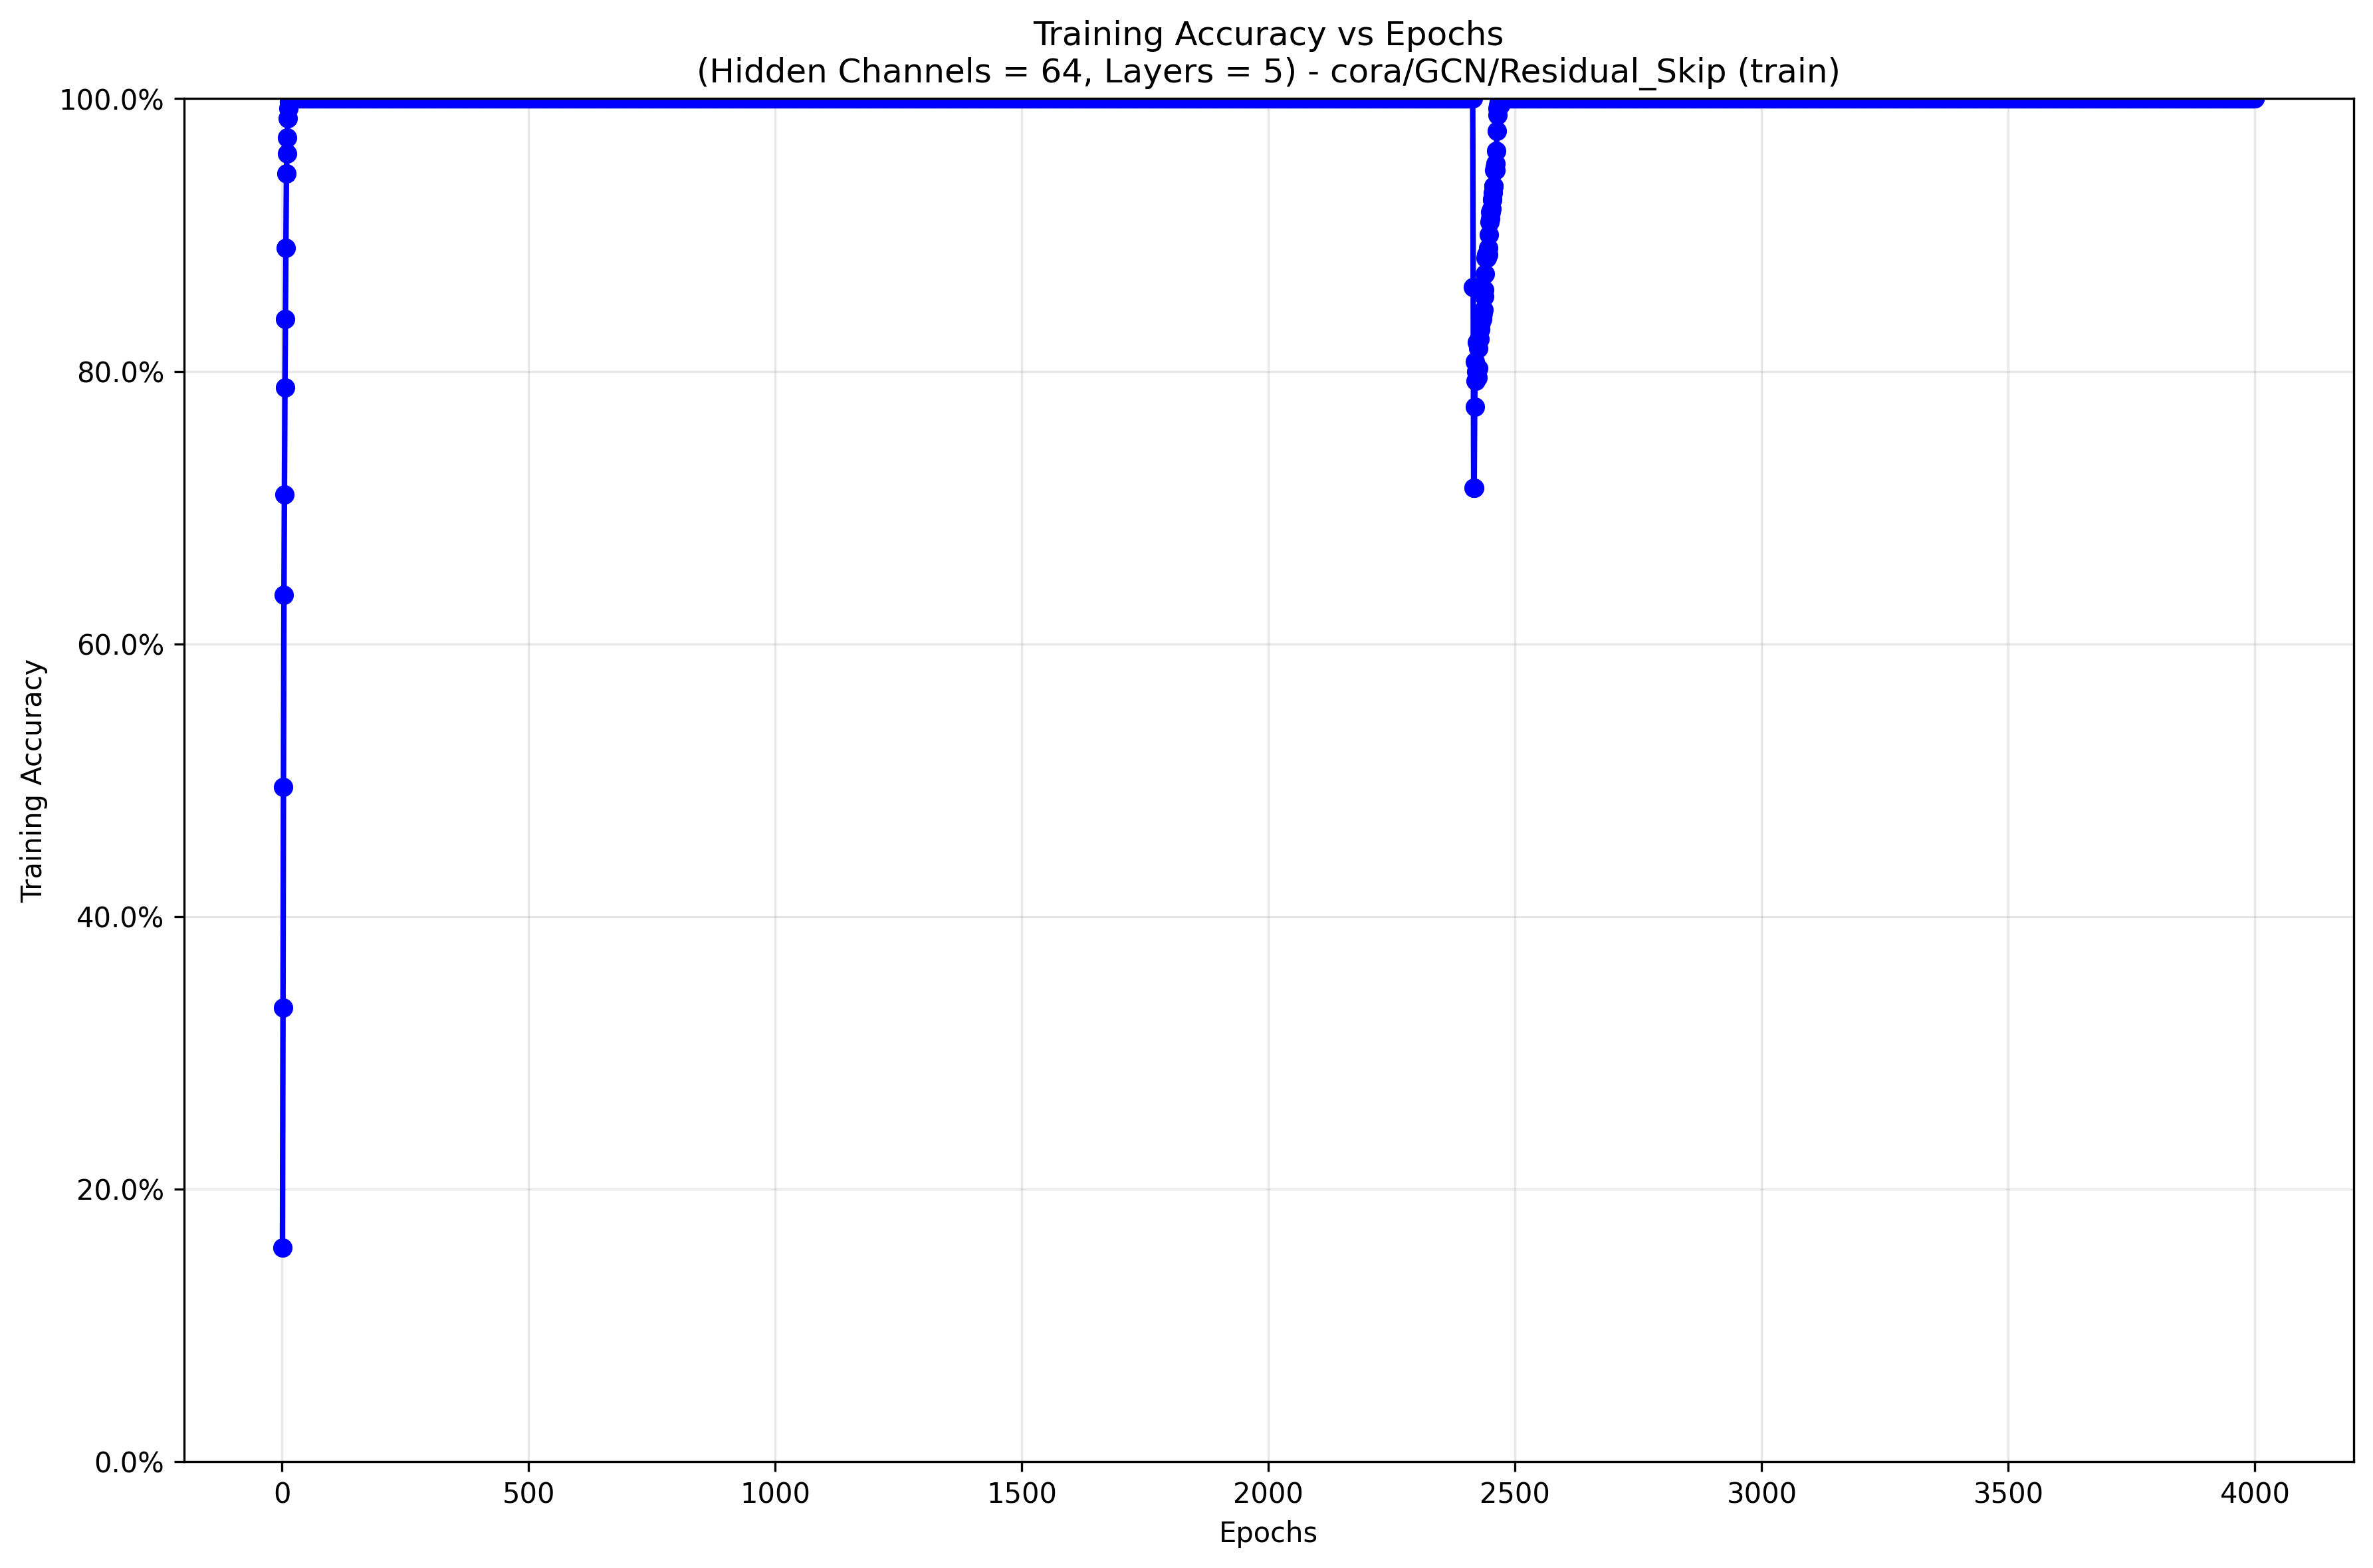 Training Accuracy vs Epochs
(Hidden Channels = 64, Layers = 5) - cora/GCN/Residual_Skip (train)
100.0%
80.0%
60.0%
40.0%
20.0%
0.0%
Training Accuracy
0 500 1000 1500 2000 2500 3000 3500 4000
Epochs